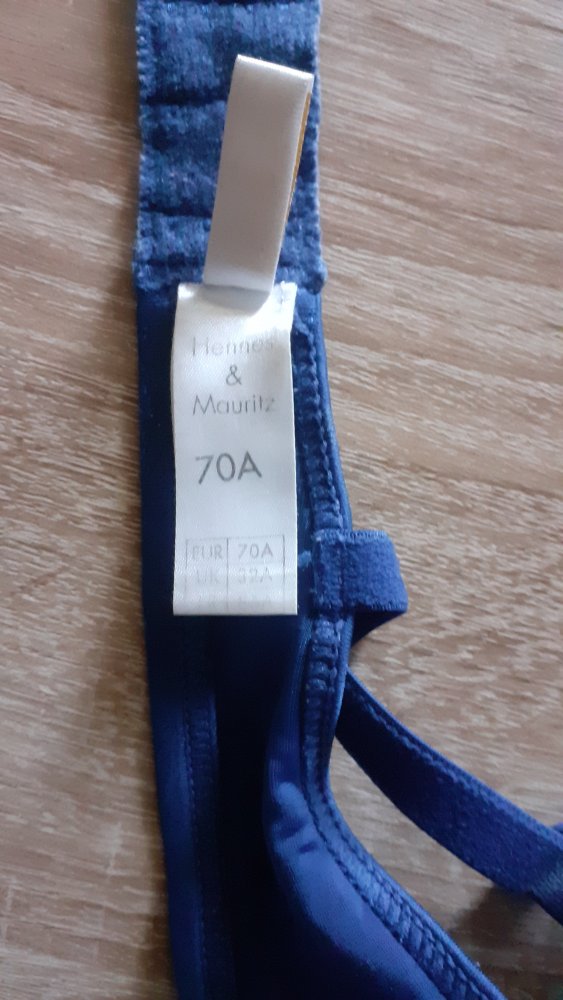 Hennes
&
Mauritz
70A
EUR 70A
UK 32A